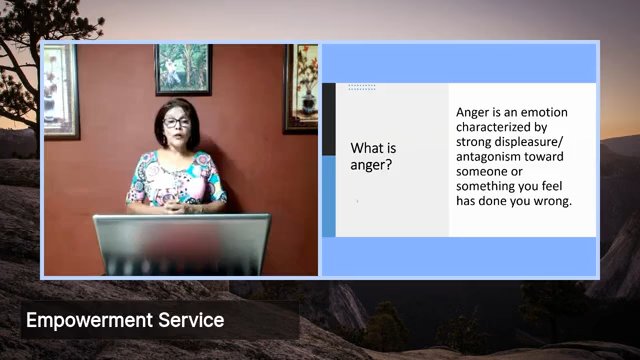 What is
anger?
Anger is an emotion
characterized by
strong displeasure/
antagonism toward
someone or
something you feel
has done you wrong.
Empowerment Service